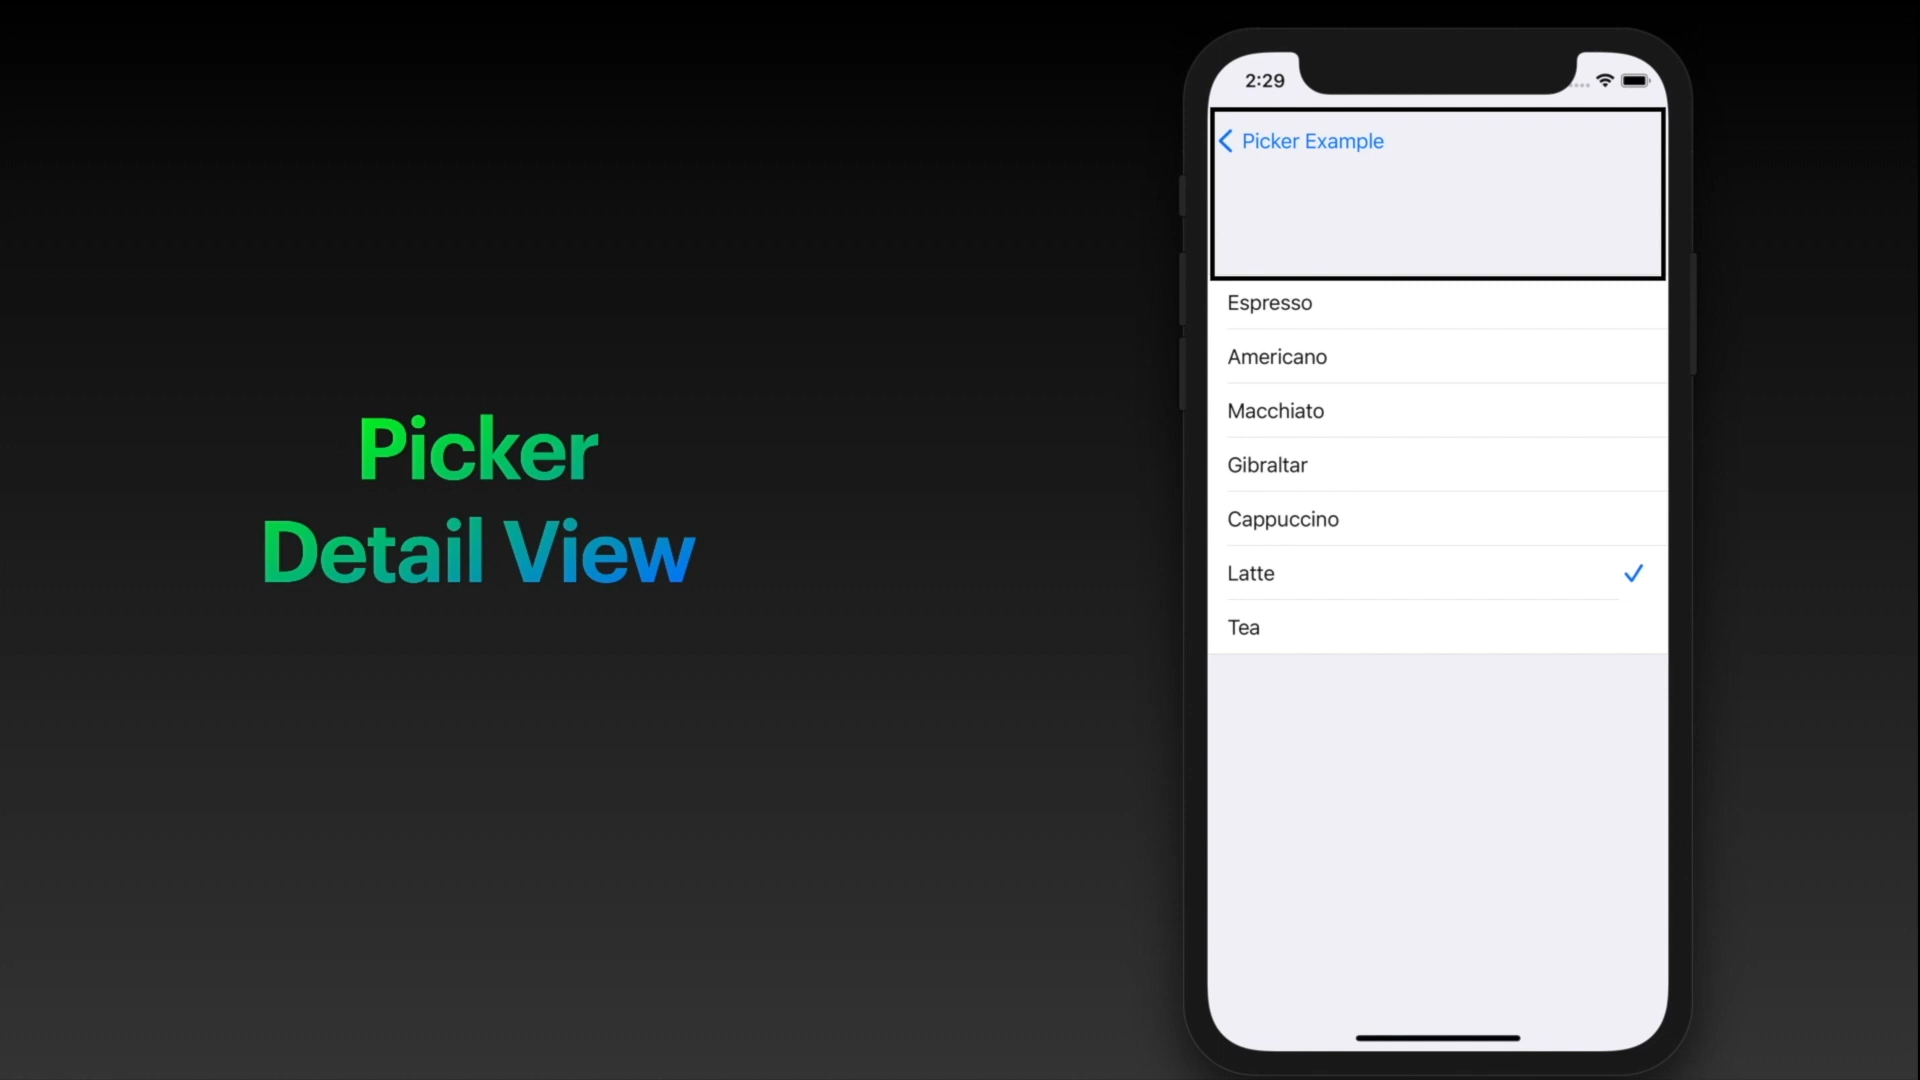 Picker
Detail View
2:29
Picker Example
Espresso
Americano
Macchiato
Gibraltar
Cappuccino
Latte
Tea